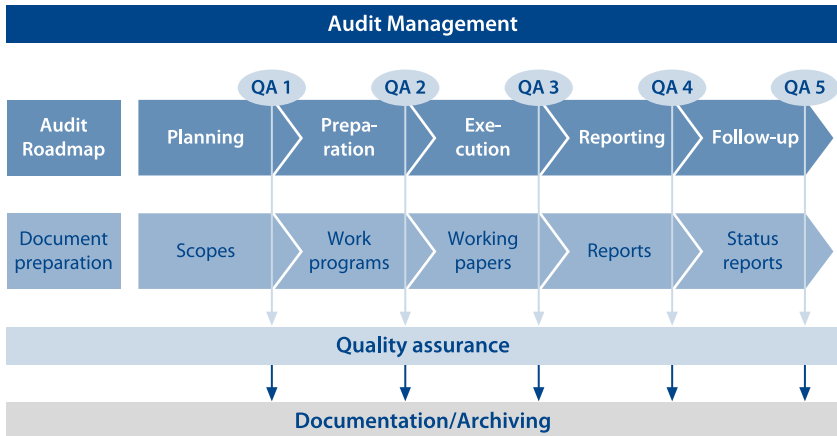 Audit Management
QA 1
QA 2
QA 3
QA 4
QA 5
Audit
Roadmap
Planning
Prepa-
ration
Exe-
cution
Reporting
Follow-up
Document
preparation
Scopes
Work
programs
Working
papers
Reports
Status
reports
Quality assurance
Documentation/Archiving